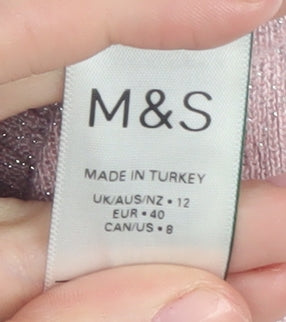 M&S
MADE IN TURKEY
UK/AUS/NZ • 12
EUR • 40
CAN/US • 8